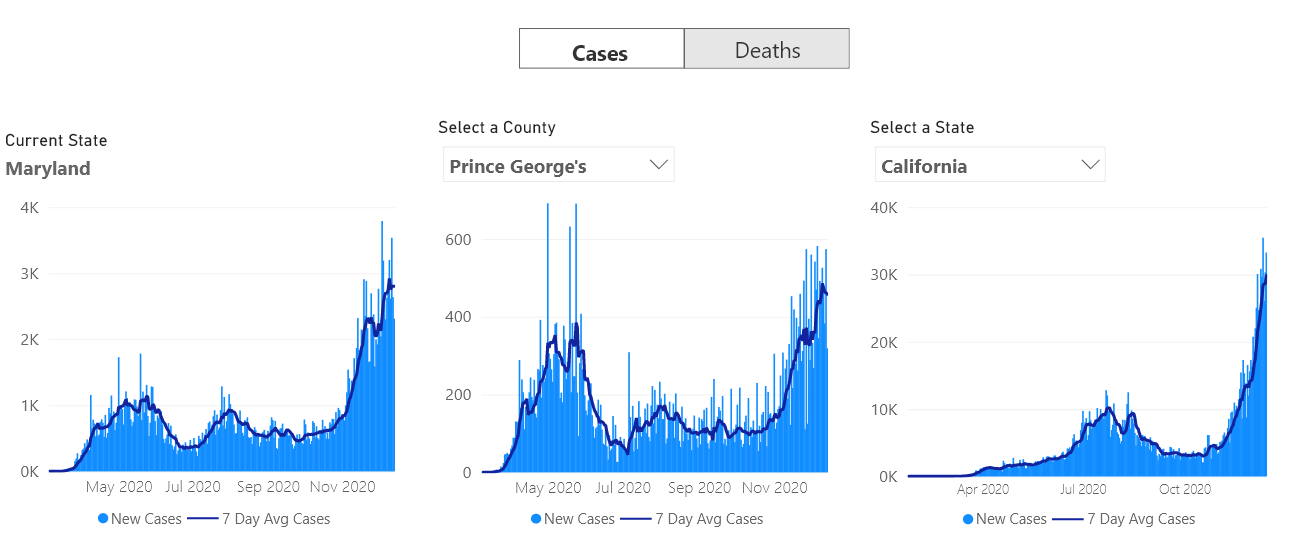 Cases Deaths
Current State
Maryland
4K
3K
2K
1K
0K
May 2020 Jul 2020 Sep 2020 Nov 2020
New Cases 7 Day Avg Cases
Select a County
Prince George's
600
400
200
0
May 2020 Jul 2020 Sep 2020 Nov 2020
New Cases 7 Day Avg Cases
Select a State
California
40K
30K
20K
10K
0K
Apr 2020 Jul 2020 Oct 2020
New Cases 7 Day Avg Cases